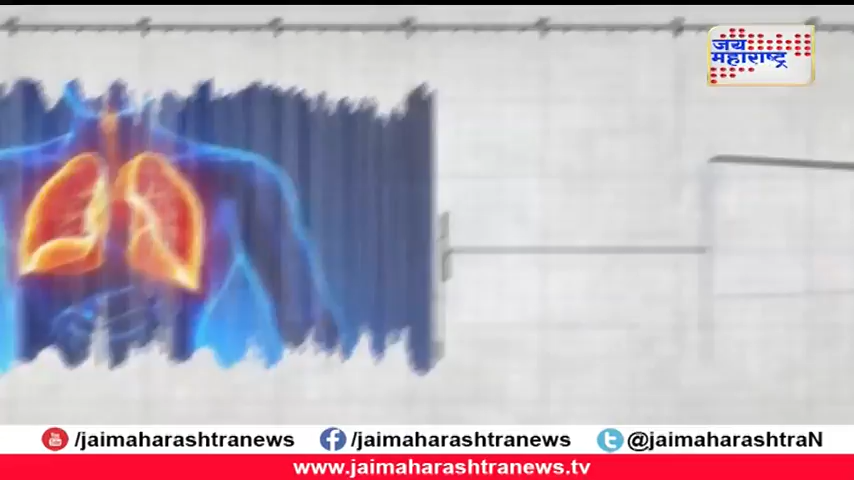 जय
महाराष्ट्र
/jaimaharashtranews /jaimaharashtranews @jaimaharashtraN
www.jaimaharashtranews.tv